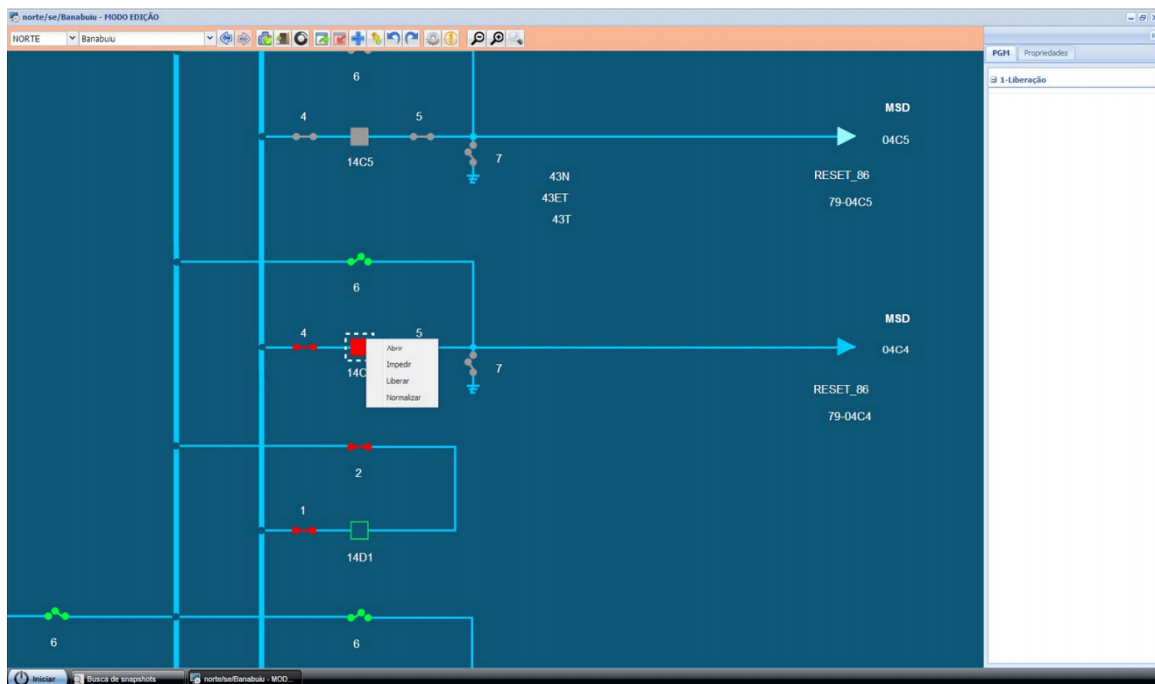 norte/se/Banabuiu - MODO EDIÇÃO
NORTE Banabuiu
PGM Propriedades
1-Liberação
6
4 5
14C5
7
MSD
04C5
43N
43ET
43T
RESET_86
79-04C5
6
4 5
14C
Abrir
Impedir
Liberar
Normalizar
7
MSD
04C4
RESET_86
79-04C4
2
1
14D1
6 6
Iniciar Busca de snapshots norte/se/Banabuiu - MOD...